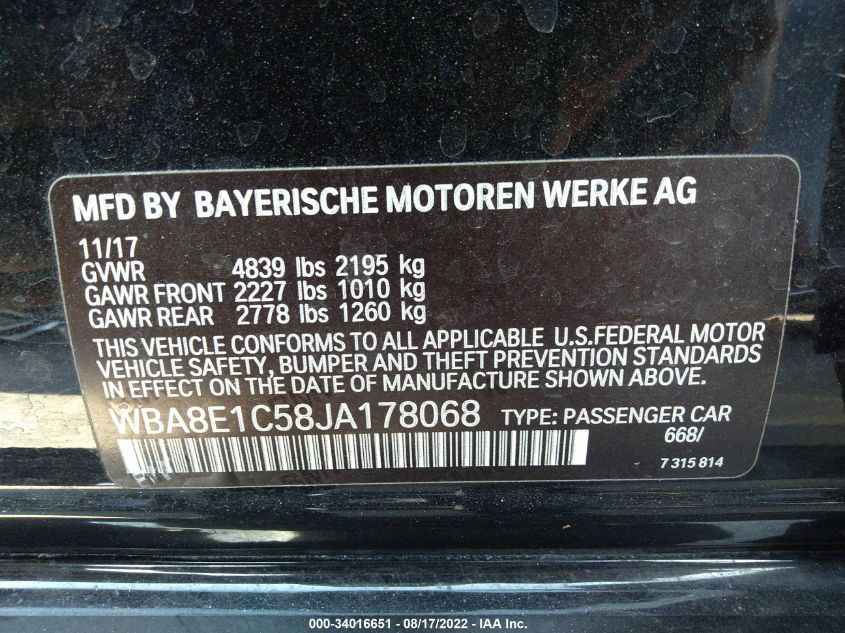 MFD BY BAYERISCHE MOTOREN WERKE AG
11/17
GVWR 4839 lbs 2195 kg
GAWR FRONT 2227 lbs 1010 kg
GAWR REAR 2778 lbs 1260 kg
THIS VEHICLE CONFORMS TO ALL APPLICABLE U.S.FEDERAL MOTOR
VEHICLE SAFETY, BUMPER AND THEFT PREVENTION STANDARDS
IN EFFECT ON THE DATE OF MANUFACTURE SHOWN ABOVE.
WBA8E1C58JA178068 TYPE: PASSENGER CAR
668/
7 315 814
000-34016651 - 08/17/2022 - IAA Inc.